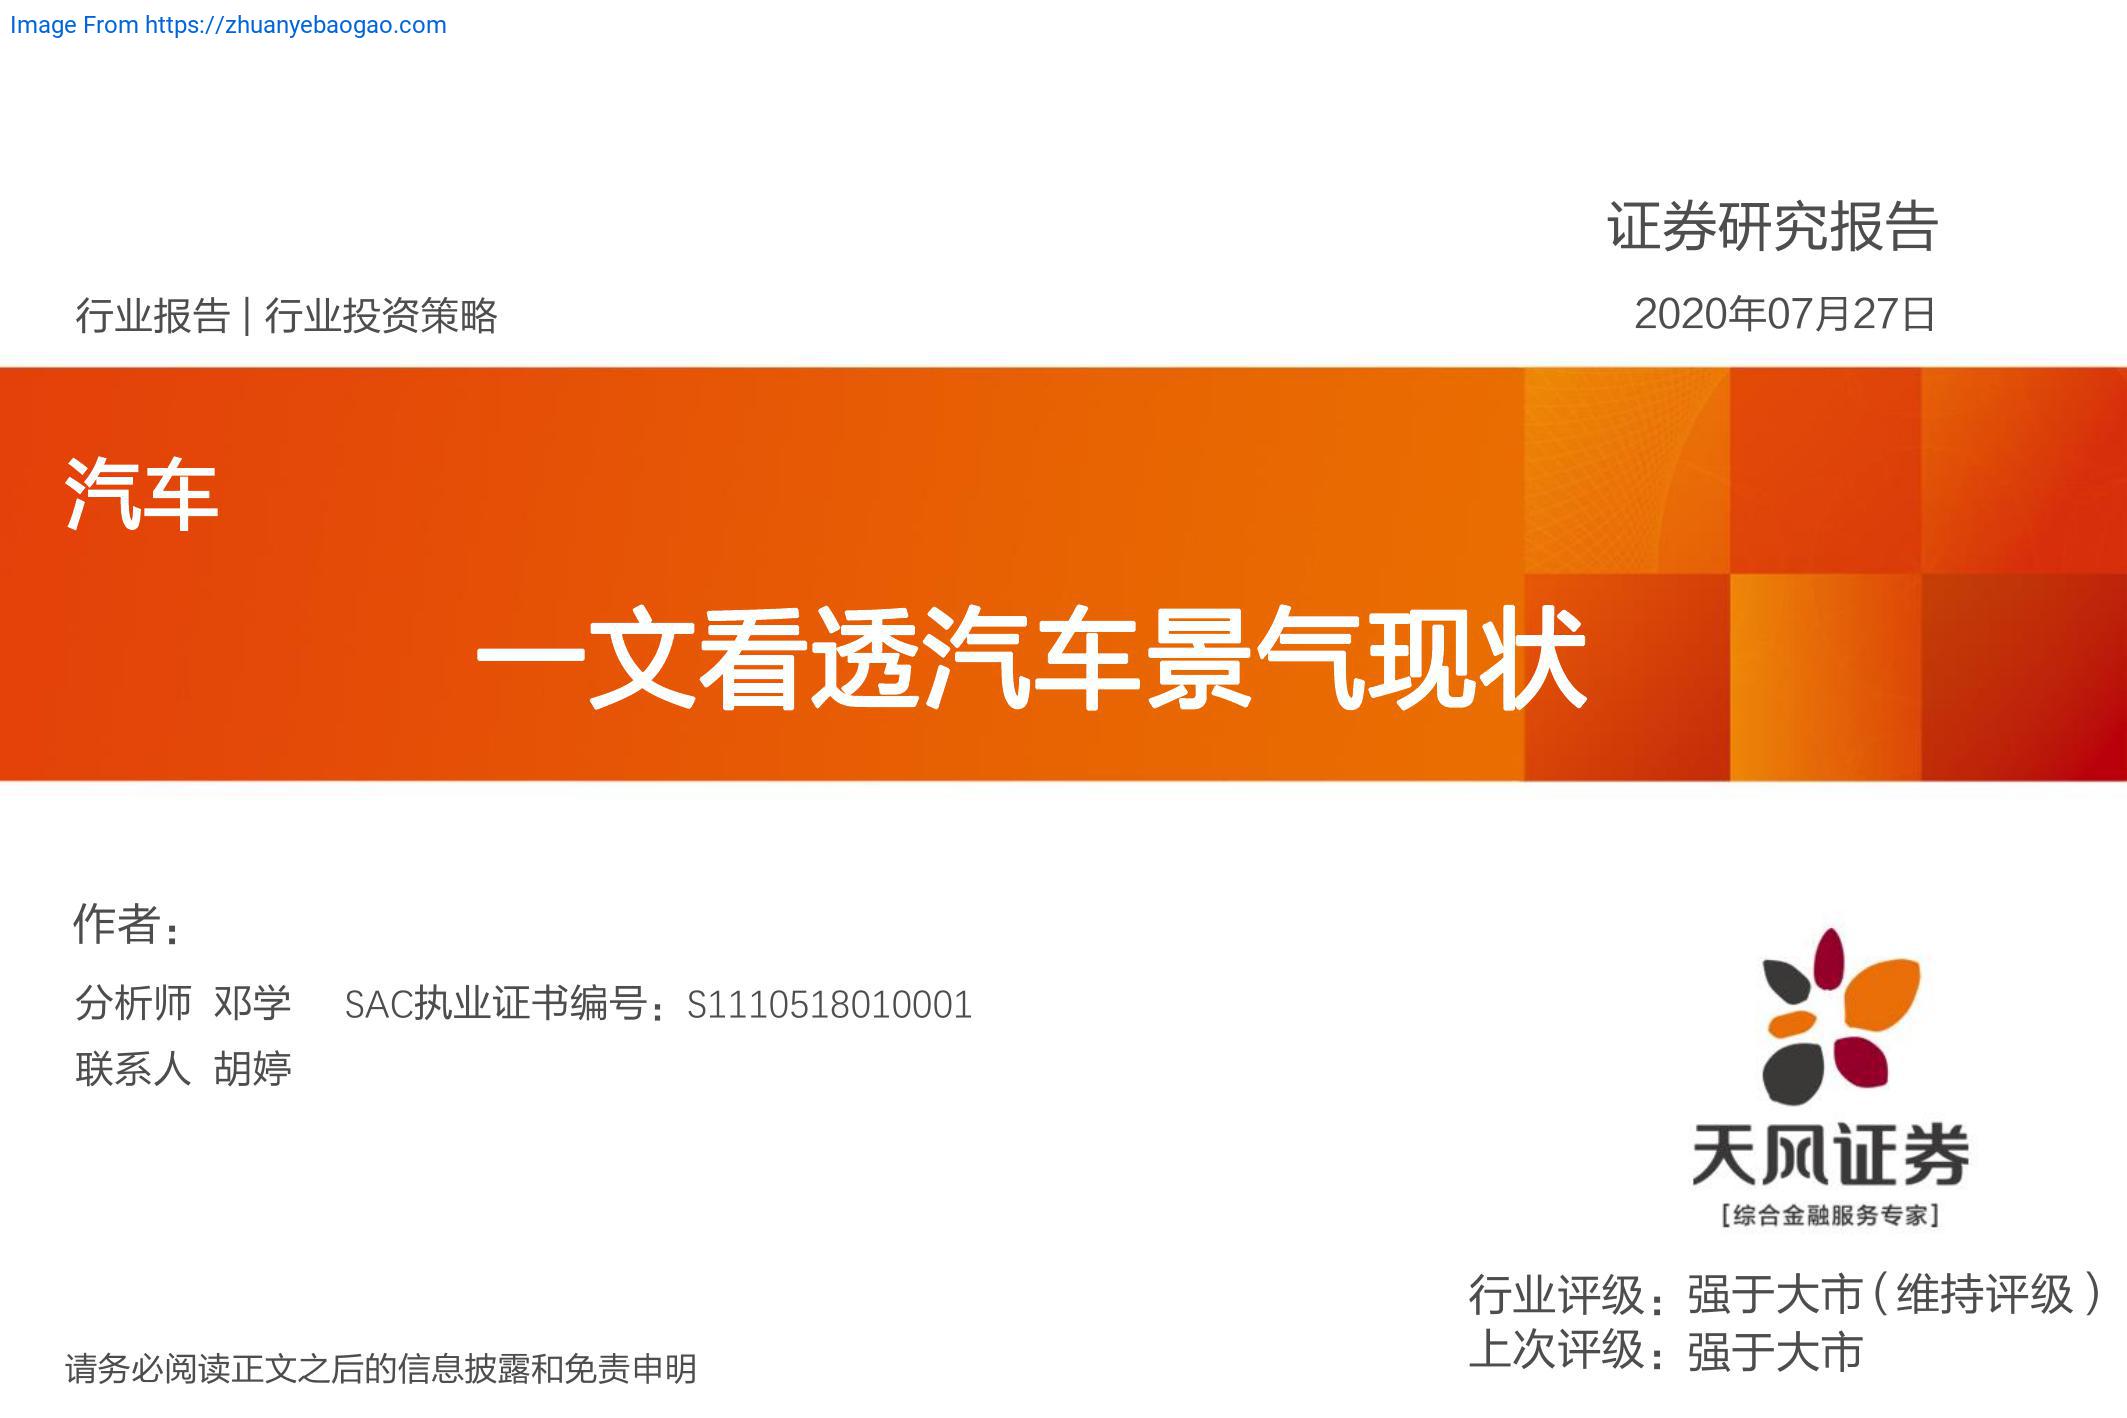 Image From https://zhuanyebaogao.com
证券研究报告
行业报告 | 行业投资策略
2020年07月27日
汽车
一文看透汽车景气现状
作者：
分析师 邓学 SAC执业证书编号：S1110518010001
联系人 胡婷
天风证券
[综合金融服务专家]
行业评级：强于大市（维持评级）
上次评级：强于大市
请务必阅读正文之后的信息披露和免责申明